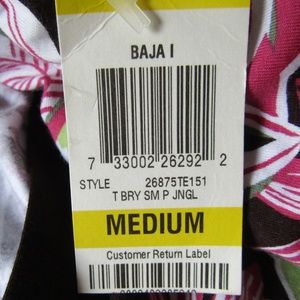 BAJA I
7 33002 26292 2
STYLE 26875TE151
T BRY SM P JNGL
MEDIUM
Customer Return Label